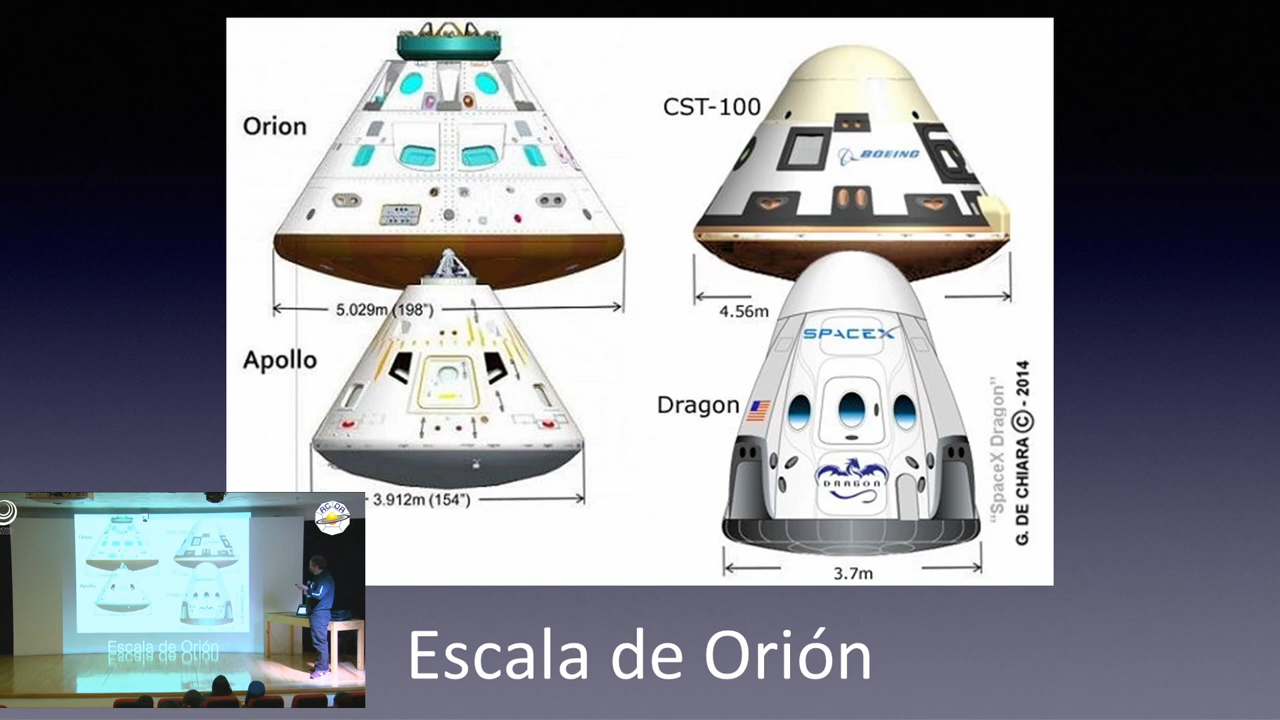 Orion
5.029m (198")
Apollo
3.912m (154")
CST-100
BOEING
4.56m
SPACEX
Dragon
DRAGON
3.7m
"SpaceX Dragon"
G. DE CHIARA © - 2014
Escala de Orión
Escala de Orión